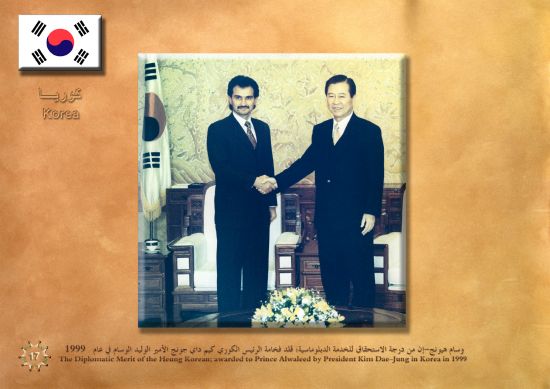 كوريـــا
Korea
وسام هيونج-إن من درجة الاستحقاق للخدمة الدبلوماسية؛ قلد فخامة الرئيس الكوري كيم داي جونج الأمير الوليد الوسام في عام 1999
The Diplomatic Merit of the Heung Korean; awarded to Prince Alwaleed by President Kim Dae-Jung in Korea in 1999
17